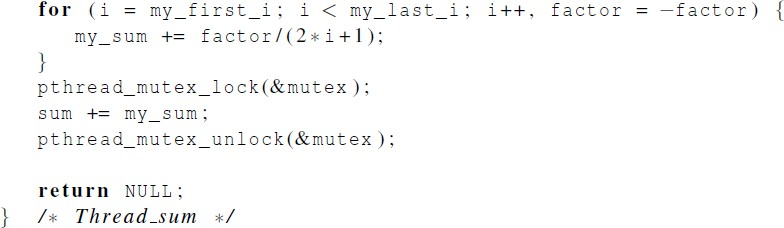 for (i = my_first_i; i < my_last_i; i++, factor = −factor) {
my_sum += factor/(2*i+1);
}
pthread_mutex_lock(&mutex);
sum += my_sum;
pthread_mutex_unlock(&mutex);
return NULL;
} /* Thread_sum */